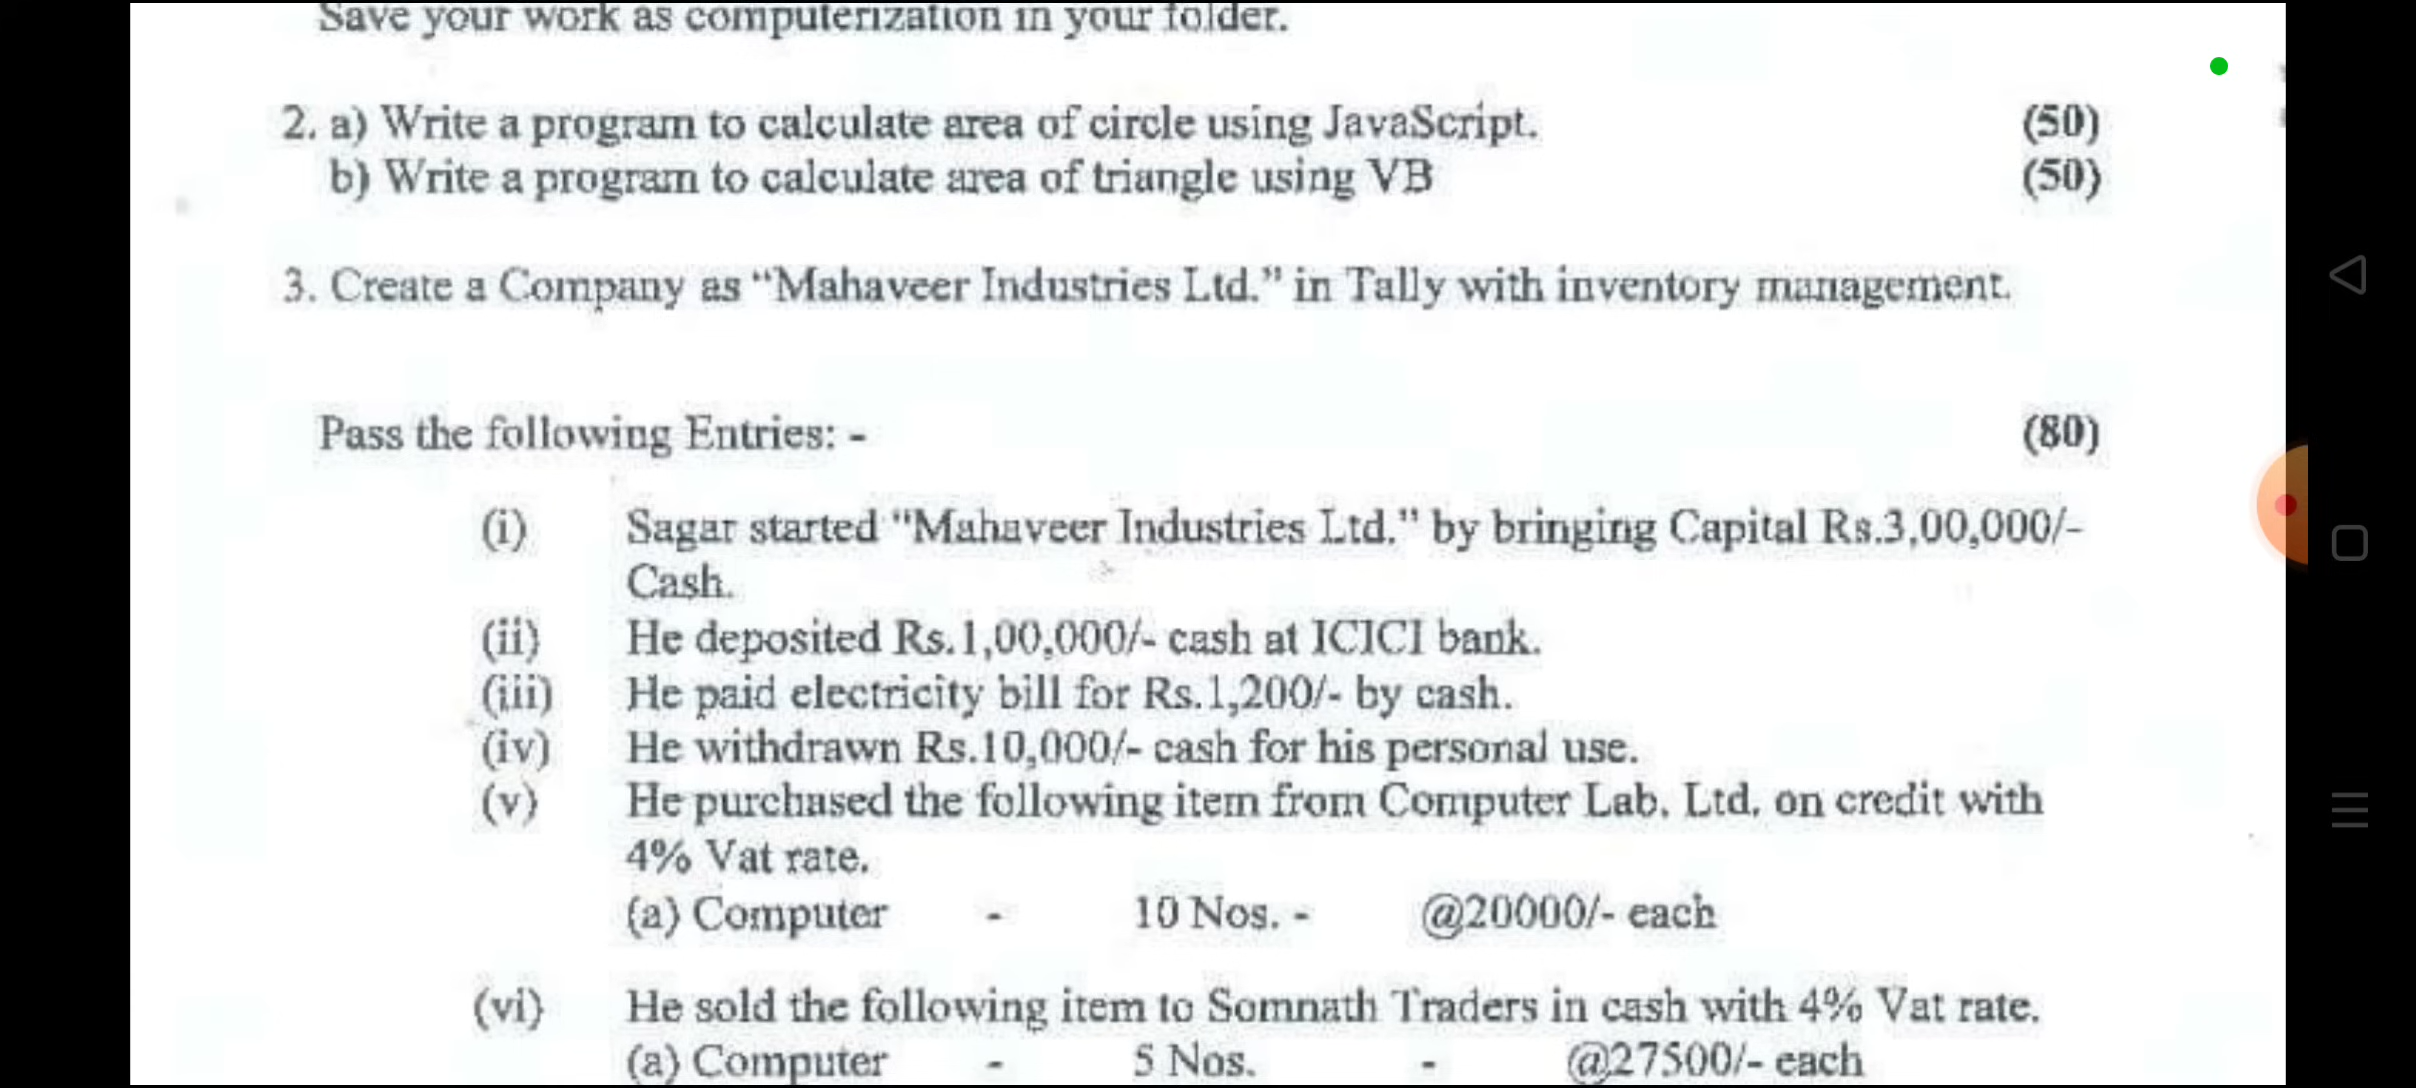 Save your work as computerization in your folder.
2. a) Write a program to calculate area of circle using JavaScript. (50)
b) Write a program to calculate area of triangle using VB (50)
3. Create a Company as “Mahaveer Industries Ltd.” in Tally with inventory management.
Pass the following Entries: - (80)
(i) Sagar started "Mahaveer Industries Ltd." by bringing Capital Rs.3,00,000/-
Cash.
(ii) He deposited Rs.1,00,000/- cash at ICICI bank.
(iii) He paid electricity bill for Rs.1,200/- by cash.
(iv) He withdrawn Rs.10,000/- cash for his personal use.
(v) He purchased the following item from Computer Lab. Ltd. on credit with
4% Vat rate.
(a) Computer - 10 Nos. - @20000/- each
(vi) He sold the following item to Somnath Traders in cash with 4% Vat rate.
(a) Computer - 5 Nos. - @27500/- each